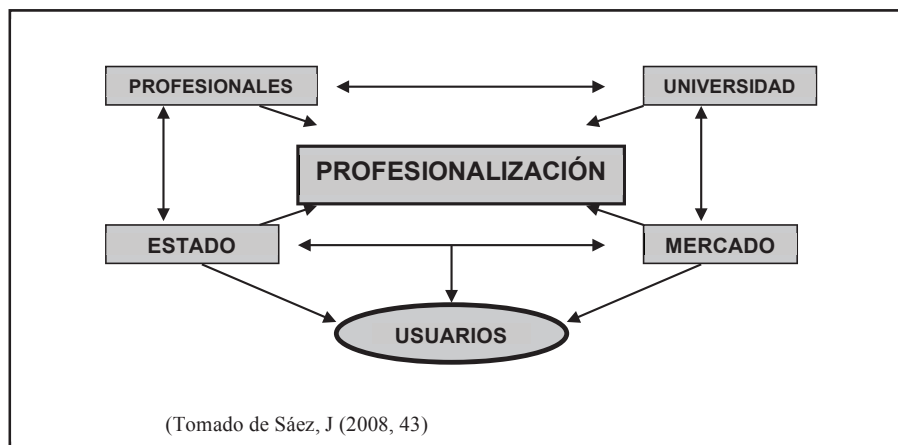 PROFESIONALES
UNIVERSIDAD
PROFESIONALIZACIÓN
ESTADO
MERCADO
USUARIOS
(Tomado de Sáez, J (2008, 43)